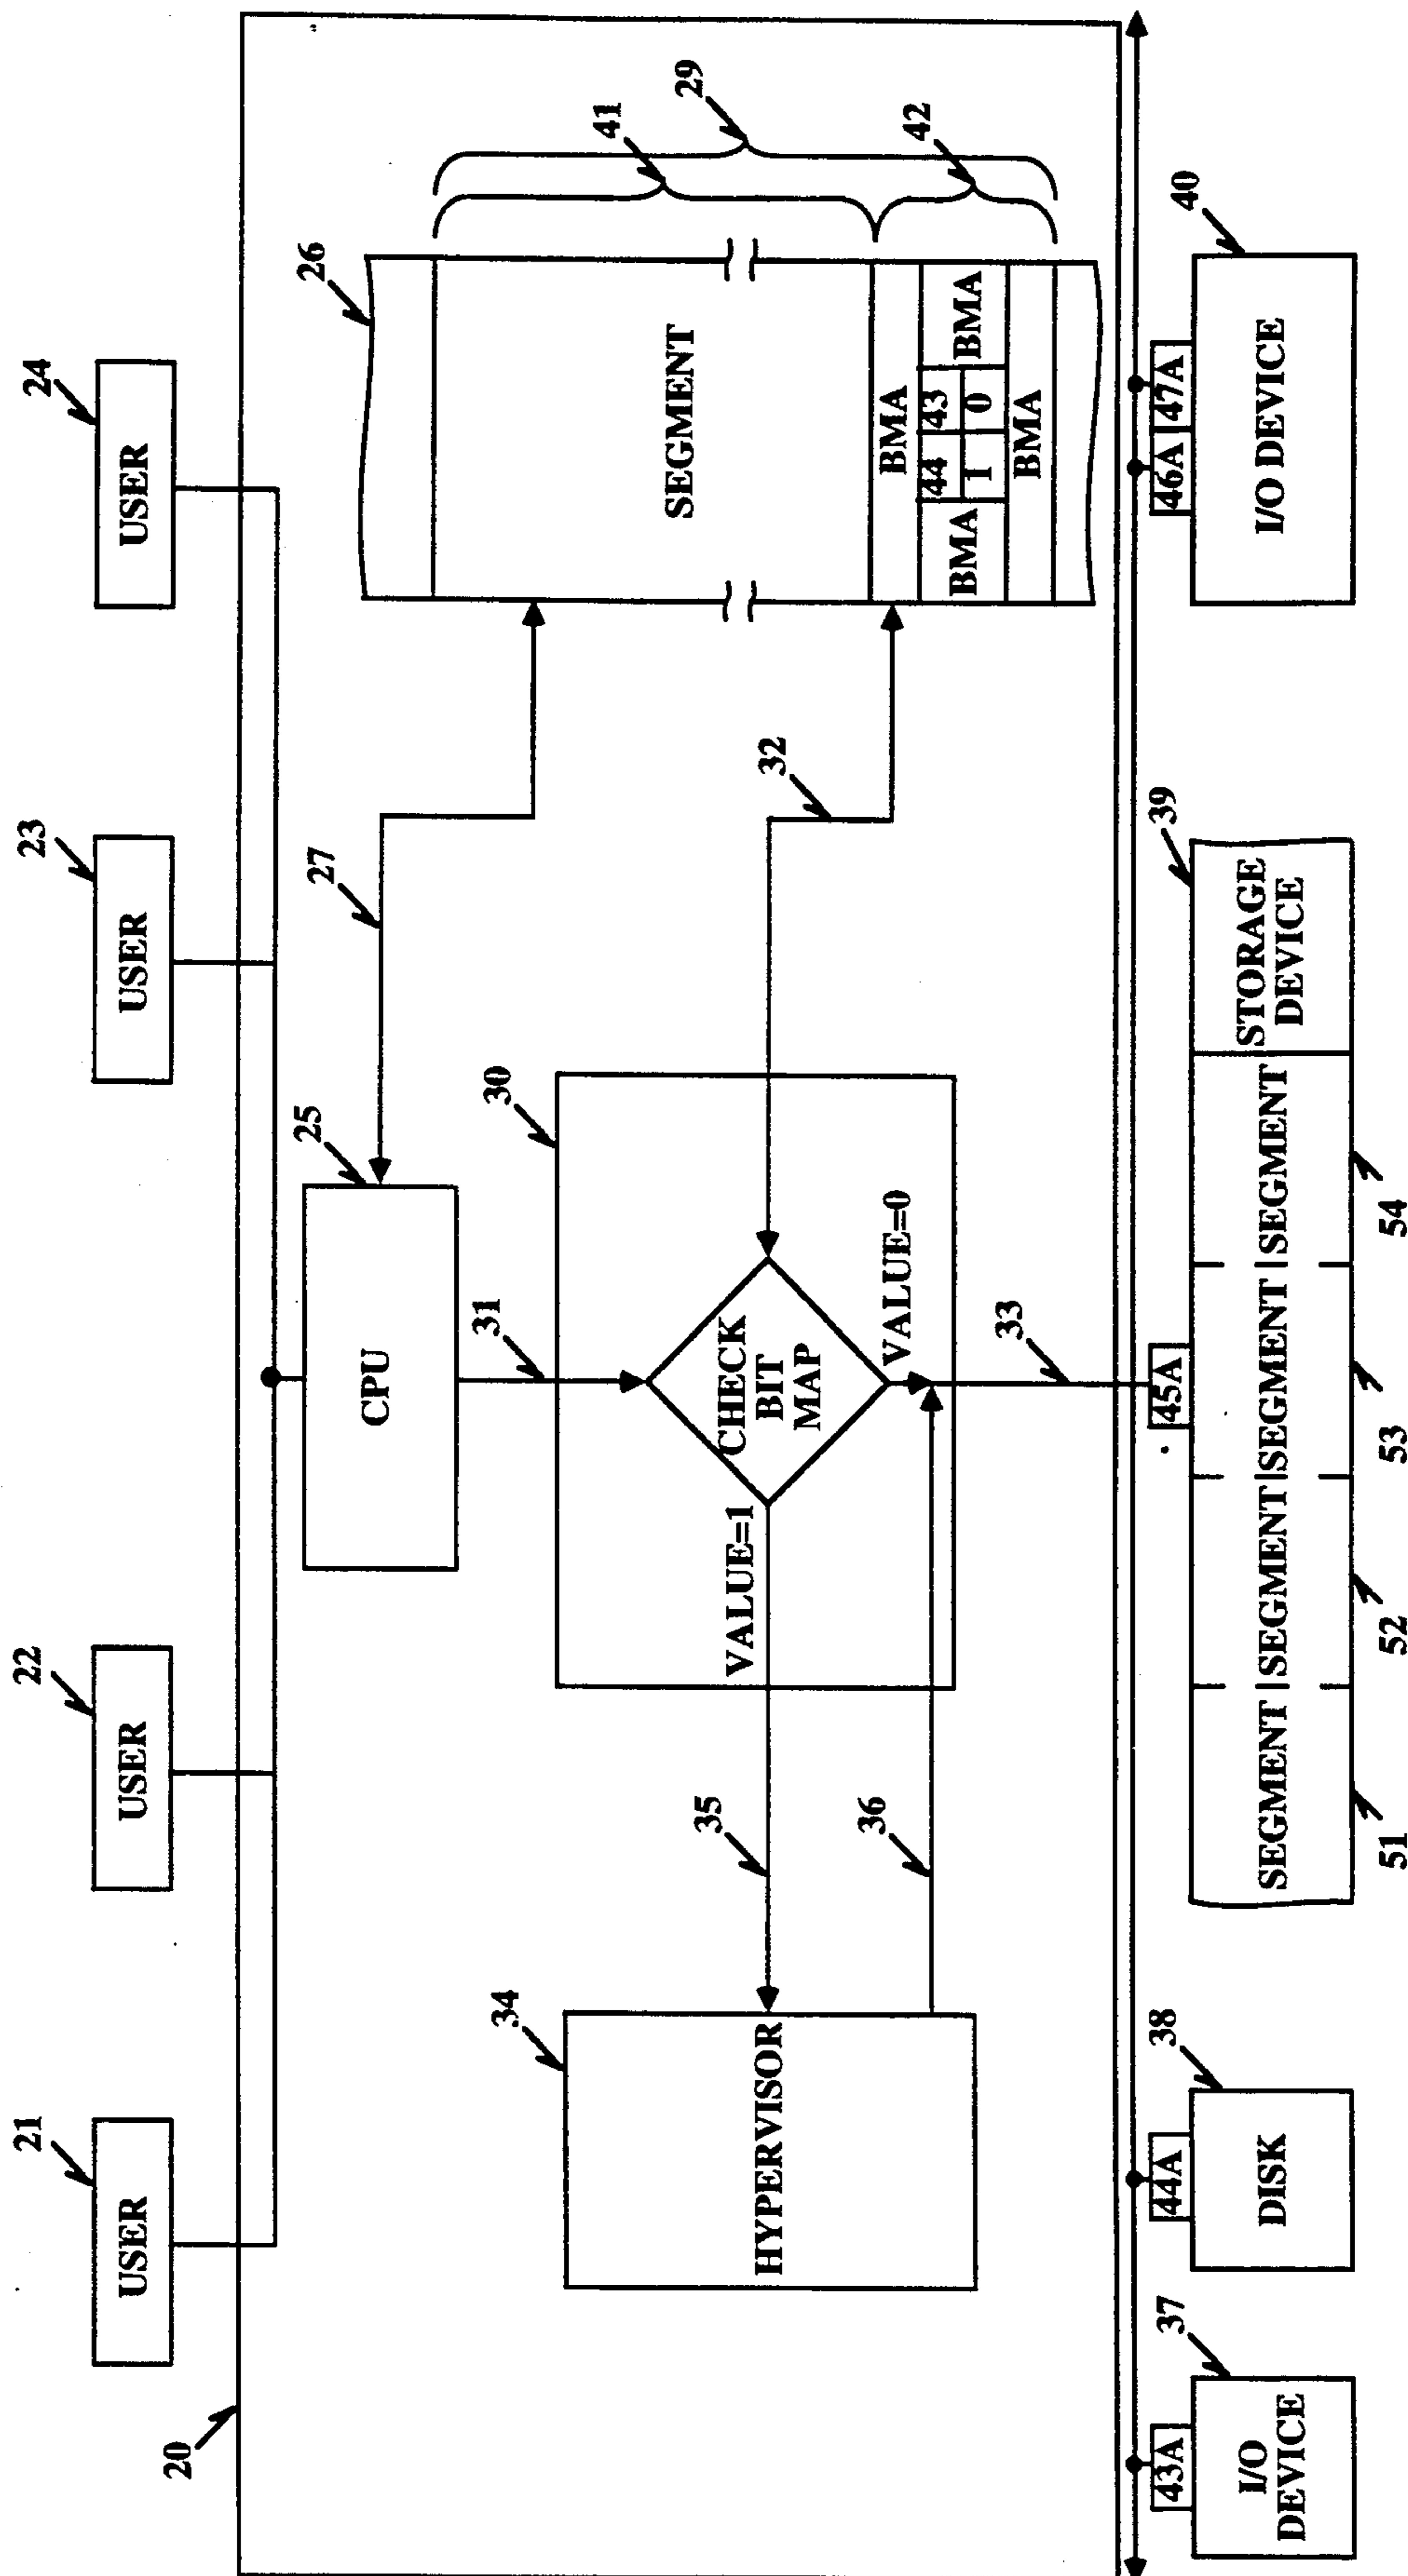 21
22
23
24
USER
USER
USER
USER
20
25
CPU
27
26
SEGMENT
41
29
42
BMA
BMA
44
43
BMA
1
0
BMA
31
30
CHECK
BIT
MAP
VALUE=1
VALUE=0
32
33
34
HYPERVISOR
35
36
43A
37
I/O
DEVICE
44A
38
DISK
45A
39
SEGMENT
SEGMENT
SEGMENT
SEGMENT
STORAGE
DEVICE
51
52
53
54
46A
47A
40
I/O DEVICE